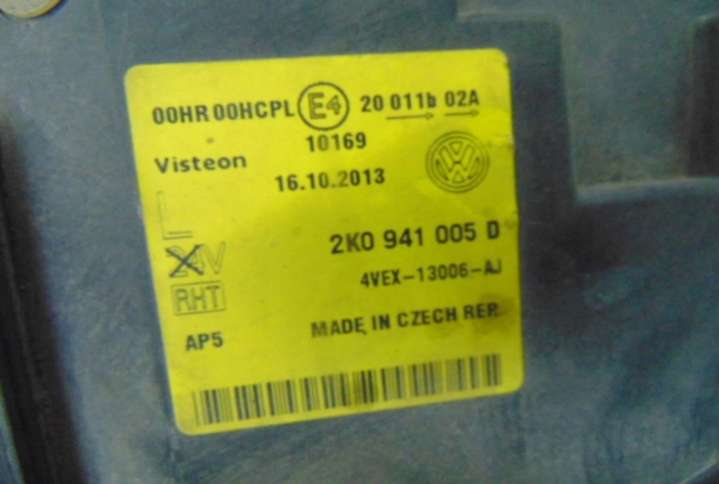 00HR 00HCPL E4 20 011b 02A
10169
Visteon
16.10.2013
L
2K0 941 005 D
24V
4VEX-13006-AJ
RHT
MADE IN CZECH REP.
AP5